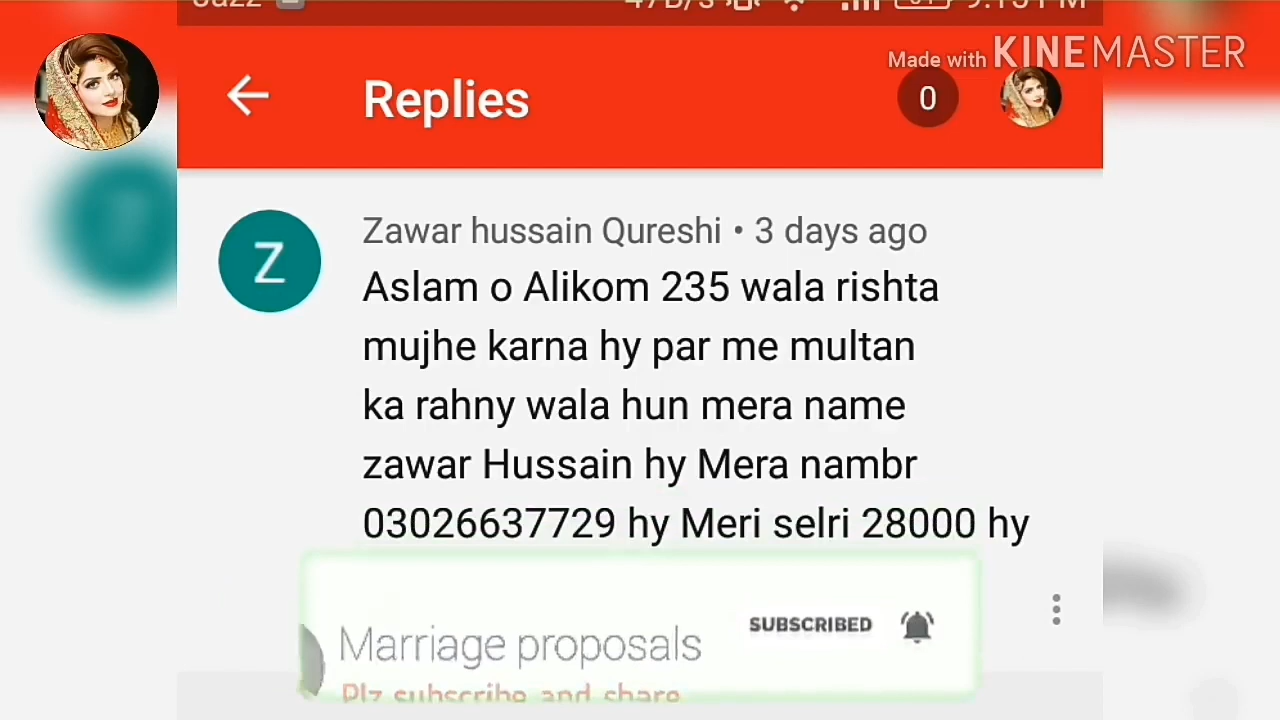 Made with KINEMASTER
Replies
0
Z
Zawar hussain Qureshi • 3 days ago
Aslam o Alikom 235 wala rishta
mujhe karna hy par me multan
ka rahny wala hun mera name
zawar Hussain hy Mera nambr
03026637729 hy Meri selri 28000 hy
SUBSCRIBED
Marriage proposals
Plz subscribe and share